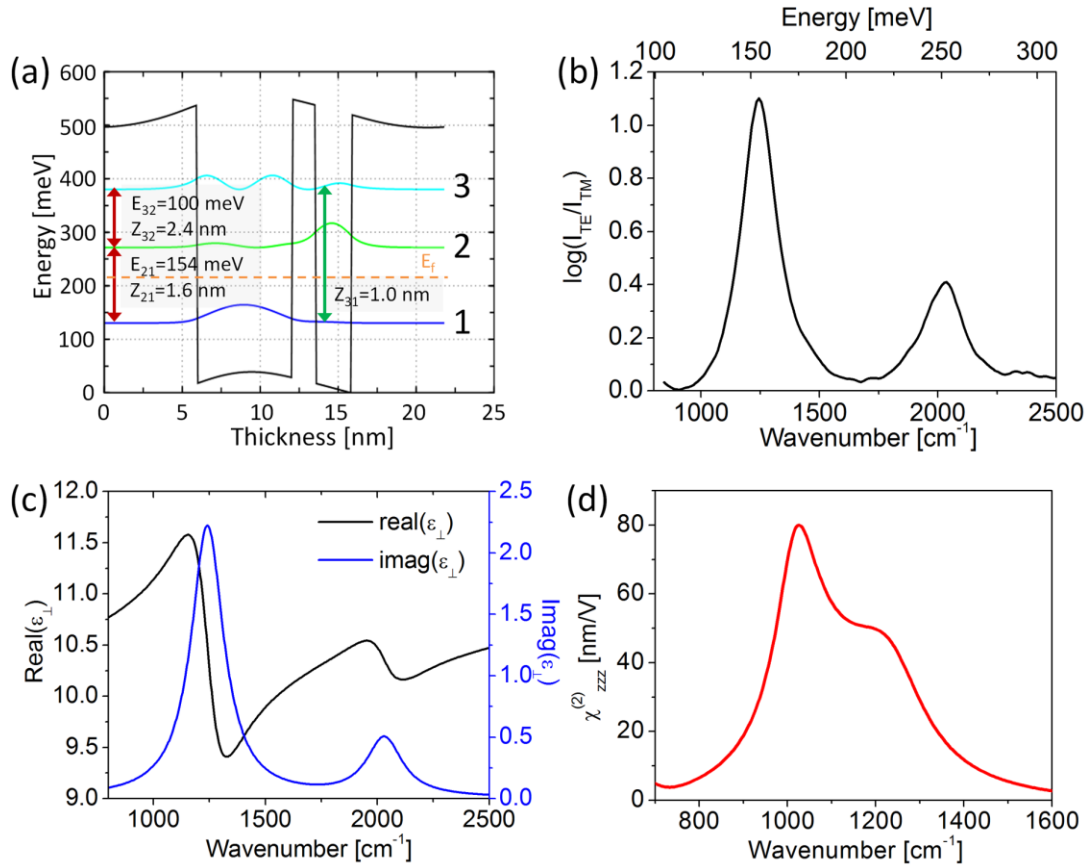 (a)
600
500
400
300
200
100
0
Energy [meV]
0 5 10 15 20 25
Thickness [nm]
E32=100 meV
Z32=2.4 nm
E21=154 meV
Z21=1.6 nm
Z31=1.0 nm
Ef
3
2
1
(b)
Energy [meV]
100 150 200 250 300
1.2
1.0
0.8
0.6
0.4
0.2
0.0
log(ITE/ITM)
1000 1500 2000 2500
Wavenumber [cm-1]
(c)
12.0
11.5
11.0
10.5
10.0
9.5
9.0
Real(ε⊥)
real(ε⊥)
imag(ε⊥)
2.5
2.0
1.5
1.0
0.5
0.0
Imag(ε⊥)
1000 1500 2000 2500
Wavenumber [cm-1]
(d)
80
60
40
20
0
χ(2)zzz [nm/V]
800 1000 1200 1400 1600
Wavenumber [cm-1]